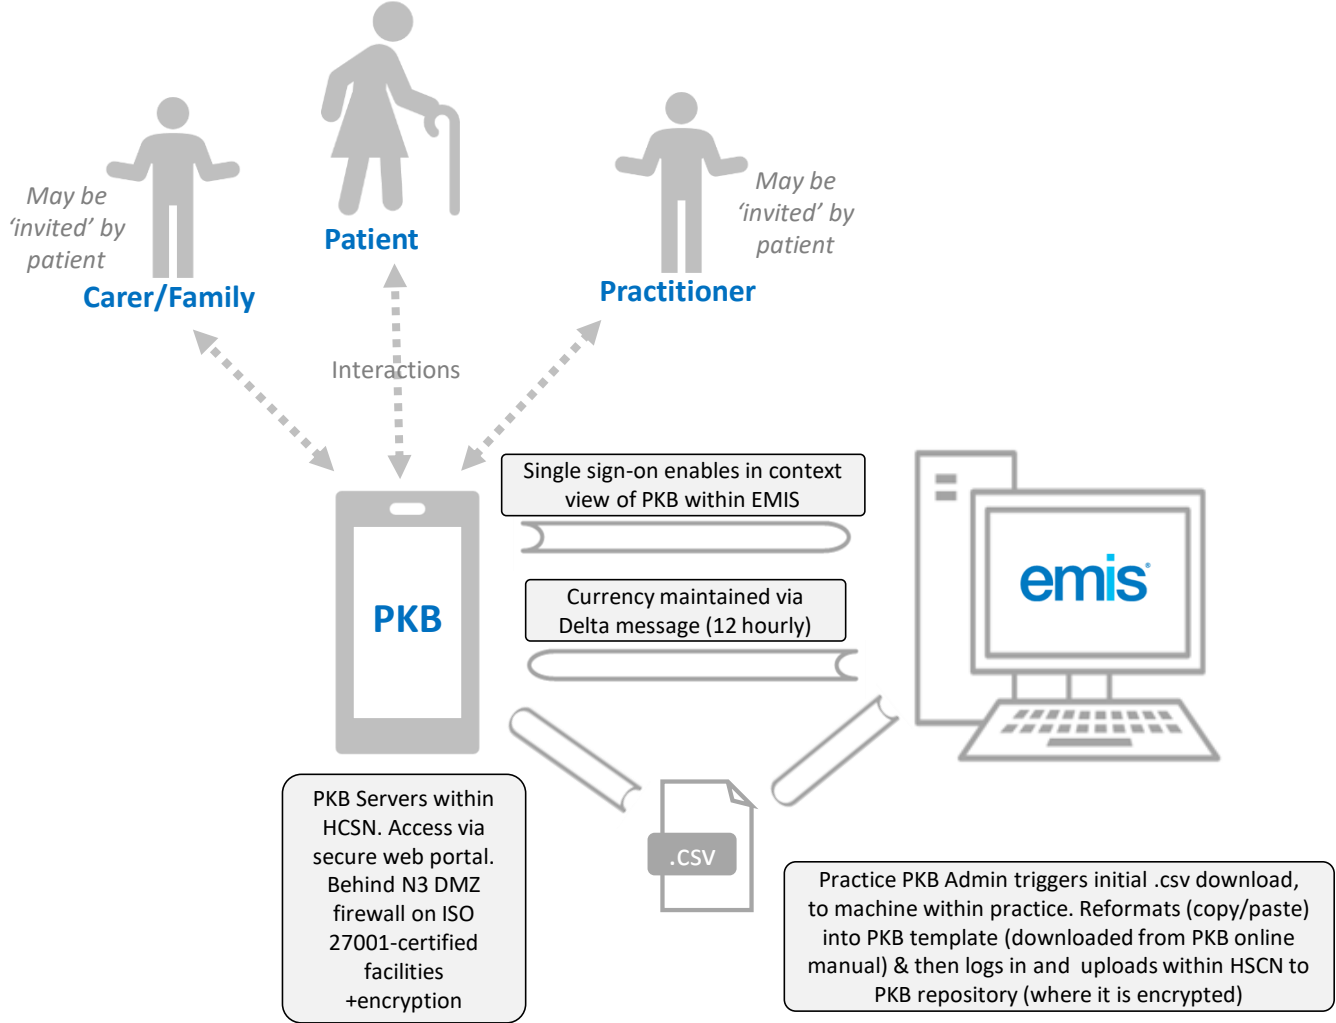 May be
‘invited’ by
patient
Carer/Family
Patient
May be
‘invited’ by
patient
Practitioner
Interactions
Single sign-on enables in context
view of PKB within EMIS
PKB
Currency maintained via
Delta message (12 hourly)
emis®
PKB Servers within
HCSN. Access via
secure web portal.
Behind N3 DMZ
firewall on ISO
27001-certified
facilities
+encryption
.csv
Practice PKB Admin triggers initial .csv download,
to machine within practice. Reformats (copy/paste)
into PKB template (downloaded from PKB online
manual) & then logs in and uploads within HSCN to
PKB repository (where it is encrypted)